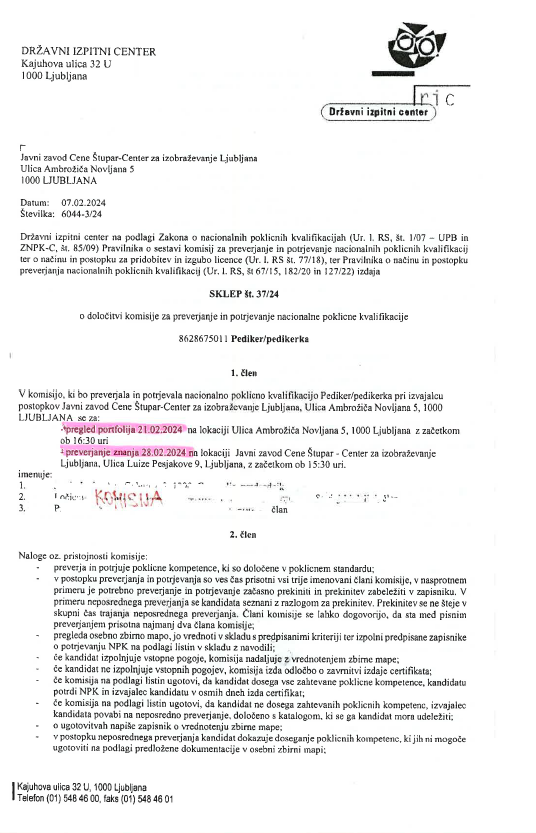 DRŽAVNI IZPITNI CENTER
Kajuhova ulica 32 U
1000 Ljubljana
ric
Državni izpitni center
Javni zavod Cene Štupar-Center za izobraževanje Ljubljana
Ulica Ambrožiča Novljana 5
1000 LJUBLJANA
Datum: 07.02.2024
Številka: 6044-3/24
Državni izpitni center na podlagi Zakona o nacionalnih poklicnih kvalifikacijah (Ur. l. RS, št. 1/07 – UPB in
ZNPK-C, št. 85/09) Pravilnika o sestavi komisij za preverjanje in potrjevanje nacionalnih poklicnih kvalifikacij
ter o načinu in postopku za pridobitev in izgubo licence (Ur. l. RS št. 77/18), ter Pravilnika o načinu in postopku
preverjanja nacionalnih poklicnih kvalifikacij (Ur. l. RS, št 67/15, 182/20 in 127/22) izdaja
SKLEP št. 37/24
o določitvi komisije za preverjanje in potrjevanje nacionalne poklicne kvalifikacije
8628675011 Pediker/pedikerka
1. člen
V komisijo, ki bo preverjala in potrjevala nacionalno poklicno kvalifikacijo Pediker/pedikerka pri izvajalcu
postopkov Javni zavod Cene Štupar-Center za izobraževanje Ljubljana, Ulica Ambrožiča Novljana 5, 1000
LJUBLJANA se za:
- pregled portfolija 21.02.2024 na lokaciji Ulica Ambrožiča Novljana 5, 1000 Ljubljana z začetkom
ob 16:30 uri
- preverjanje znanja 28.02.2024 na lokaciji Javni zavod Cene Štupar - Center za izobraževanje
Ljubljana, Ulica Luize Pesjakove 9, Ljubljana, z začetkom ob 15:30 uri.
imenuje:
1.
2. KOMISIJA
3. P član
2. člen
Naloge oz. pristojnosti komisije:
- preverja in potrjuje poklicne kompetence, ki so določene v poklicnem standardu;
- v postopku preverjanja in potrjevanja so ves čas prisotni vsi trije imenovani člani komisije, v nasprotnem
primeru je potrebno preverjanje in potrjevanje začasno prekiniti in prekinitev zabeležiti v zapisniku. V
primeru neposrednega preverjanja se kandidata seznani z razlogom za prekinitev. Prekinitev se ne šteje v
skupni čas trajanja neposrednega preverjanja. Člani komisije se lahko dogovorijo, da sta med pisnim
preverjanjem prisotna najmanj dva člana komisije;
- pregleda osebno zbirno mapo, jo vrednoti v skladu s predpisanimi kriteriji ter izpolni predpisane zapisnike
o potrjevanju NPK na podlagi listin v skladu z navodili;
- če kandidat izpolnjuje vstopne pogoje, komisija nadaljuje z vrednotenjem zbirne mape;
- če kandidat ne izpolnjuje vstopnih pogojev, komisija izda odločbo o zavrnitvi izdaje certifikata;
- če komisija na podlagi listin ugotovi, da kandidat dosega vse zahtevane poklicne kompetence, kandidatu
potrdi NPK in izvajalec kandidatu v osmih dneh izda certifikat;
- če komisija na podlagi listin ugotovi, da kandidat ne dosega zahtevanih poklicnih kompetenc, izvajalec
kandidata povabi na neposredno preverjanje, določeno s katalogom, ki se ga kandidat mora udeležiti;
- o ugotovitvah napiše zapisnik o vrednotenju zbirne mape;
- v postopku neposrednega preverjanja kandidat dokazuje doseganje poklicnih kompetenc, ki jih ni mogoče
ugotoviti na podlagi predložene dokumentacije v osebni zbirni mapi;
Kajuhova ulica 32 U, 1000 Ljubljana
Telefon (01) 548 46 00, faks (01) 548 46 01